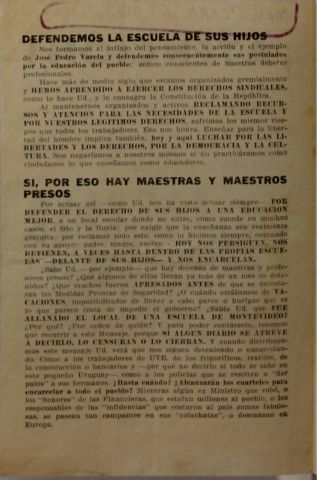 DEFENDEMOS LA ESCUELA DE SUS HIJOS
Nos formamos al influjo del pensamiento, la acción y el ejemplo
de José Pedro Varela y defendemos consecuentemente sus postulados
por la educación del pueblo; somos conscientes de nuestros deberes
profesionales.
Hace más de medio siglo que estamos organizados gremialmente
y HEMOS APRENDIDO A EJERCER LOS DERECHOS SINDICALES,
como lo hace Ud., y lo consagra la Constitución de la República.
Al mantenernos organizados y activos RECLAMANDO RECUR-
SOS Y ATENCION PARA LAS NECESIDADES DE LA ESCUELA Y
POR NUESTROS LEGITIMOS DERECHOS, sufrimos los mismos ries-
gos que todos los trabajadores. Eso nos honra. Enseñar para la liber-
tad del hombre implica también, hoy y aquí LUCHAR POR LAS LI-
BERTADES Y LOS DERECHOS, POR LA DEMOCRACIA Y LA CUL-
TURA. Nos negaríamos a nosotros mismos si no practicáramos como
ciudadanos lo que enseñamos como educadores.
SI, POR ESO HAY MAESTRAS Y MAESTROS
PRESOS
Por actuar así —como Ud. nos ha visto actuar siempre— POR
DEFENDER EL DERECHO DE SUS HIJOS A UNA EDUCACION
MEJOR, a un local escolar donde no entre, como sucede en muchos
casos, el frío y la lluvia; por exigir que la enseñanza sea realmente
gratuita; por reclamar todo esto, como lo hicimos siempre, contando
con su apoyo: padre, madre, vecino - HOY NOS PERSIGUEN, NOS
DETIENEN, A VECES HASTA DENTRO DE LAS PROPIAS ESCUE-
LAS —DELANTE DE SUS HIJOS— Y NOS ENCARCELAN.
¿Sabe Ud. —por ejemplo— que hay decenas de maestras y profe-
sores presos? ¿Que algunos de ellos llevan ya más de un mes de dete-
nidos? ¿Que muchos fueron APRESADOS ANTES de que se decreta-
ran las Medidas Prontas de Seguridad? ¿O cuándo estábamos de VA-
CACIONES, imposibilitados de llevar a cabo paros o huelgas que es
lo que parece trata de impedir el gobierno? ¿Sabía Ud. que FUE
ALLANADO EL LOCAL DE UNA ESCUELA DE MONTEVIDEO?
¿Por qué? ¿Por orden de quién? Y para poder contárselo, tenemos
que recurrir a este Mensaje, porque SI ALGUN DIARIO SE ATREVE
A DECIRLO, LO CENSURAN O LO CIERRAN. Y cuando distribuya-
mos este mensaje Ud. verá que nos siguen deteniendo o encarcelan-
do. Como a los trabajadores de UTE, de los frigoríficos, textiles, de
la construcción o bancarios y —por qué no decirlo si todo se sabe en
este pequeño Uruguay— como a los policías que se resisten a "dar
palos" a sus hermanos. ¿Hasta cuándo? ¿Alcanzarán los cuarteles para
encarcelar a todo el pueblo? Mientras algún ex Ministro que robó, o
los "Señores" de las Financieras, que estafan millones al pueblo, o los
responsables de las "infidencias" que costaron al país sumas fabulo-
sas, se pasean tan campantes en sus "colachatas", o descansan en
Europa.